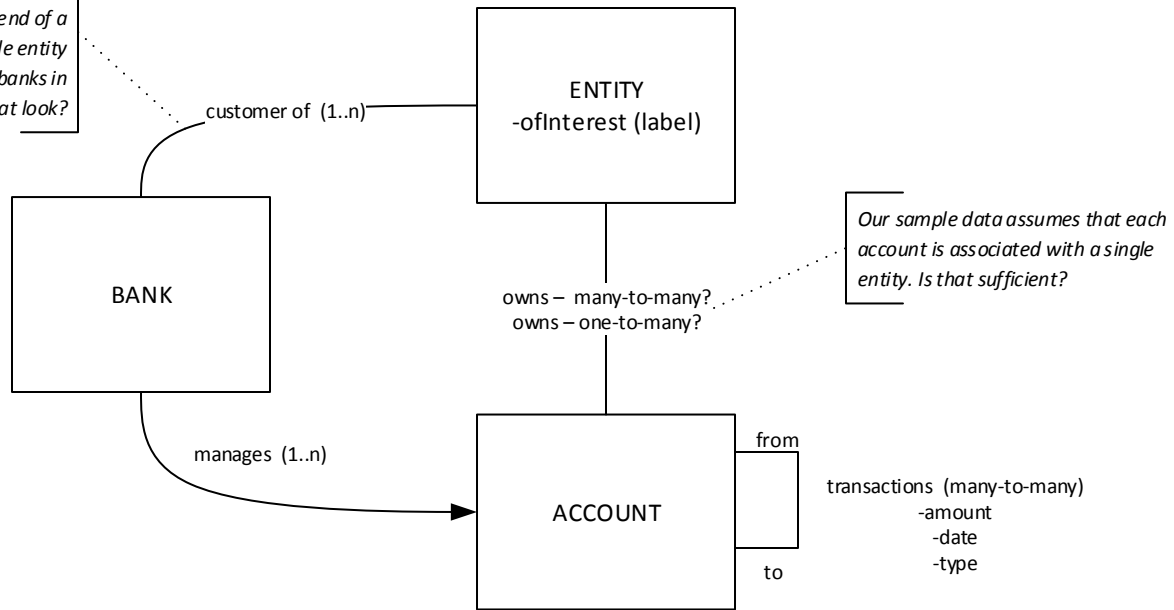 end of a
le entity
banks in
at look?
customer of (1..n)
ENTITY
-ofInterest (label)
BANK
Our sample data assumes that each
account is associated with a single
entity. Is that sufficient?
owns – many-to-many?
owns – one-to-many?
manages (1..n)
ACCOUNT
from
to
transactions (many-to-many)
-amount
-date
-type